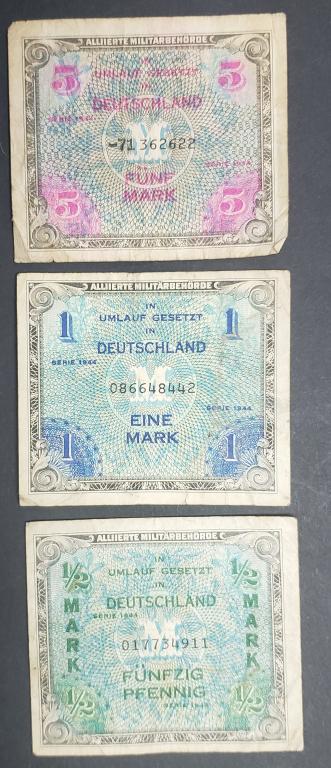 ALLIIERTE MILITÄRBEHÖRDE
5 IN 5
UMLAUF GESETZT
IN
DEUTSCHLAND
SERIE 1944
-71362622
SERIE 1944
FÜNF
5 MARK 5
ALLIIERTE MILITÄRBEHÖRDE
1 IN 1
UMLAUF GESETZT
IN
DEUTSCHLAND
SERIE 1944
M
086648442
SERIE 1944
EINE
1 MARK 1
ALLIIERTE MILITÄRBEHÖRDE
1/2 IN 1/2
UMLAUF GESETZT
IN
MARK DEUTSCHLAND MARK
SERIE 1944
M
017734911
FÜNFZIG
1/2 PFENNIG 1/2
SERIE 1944